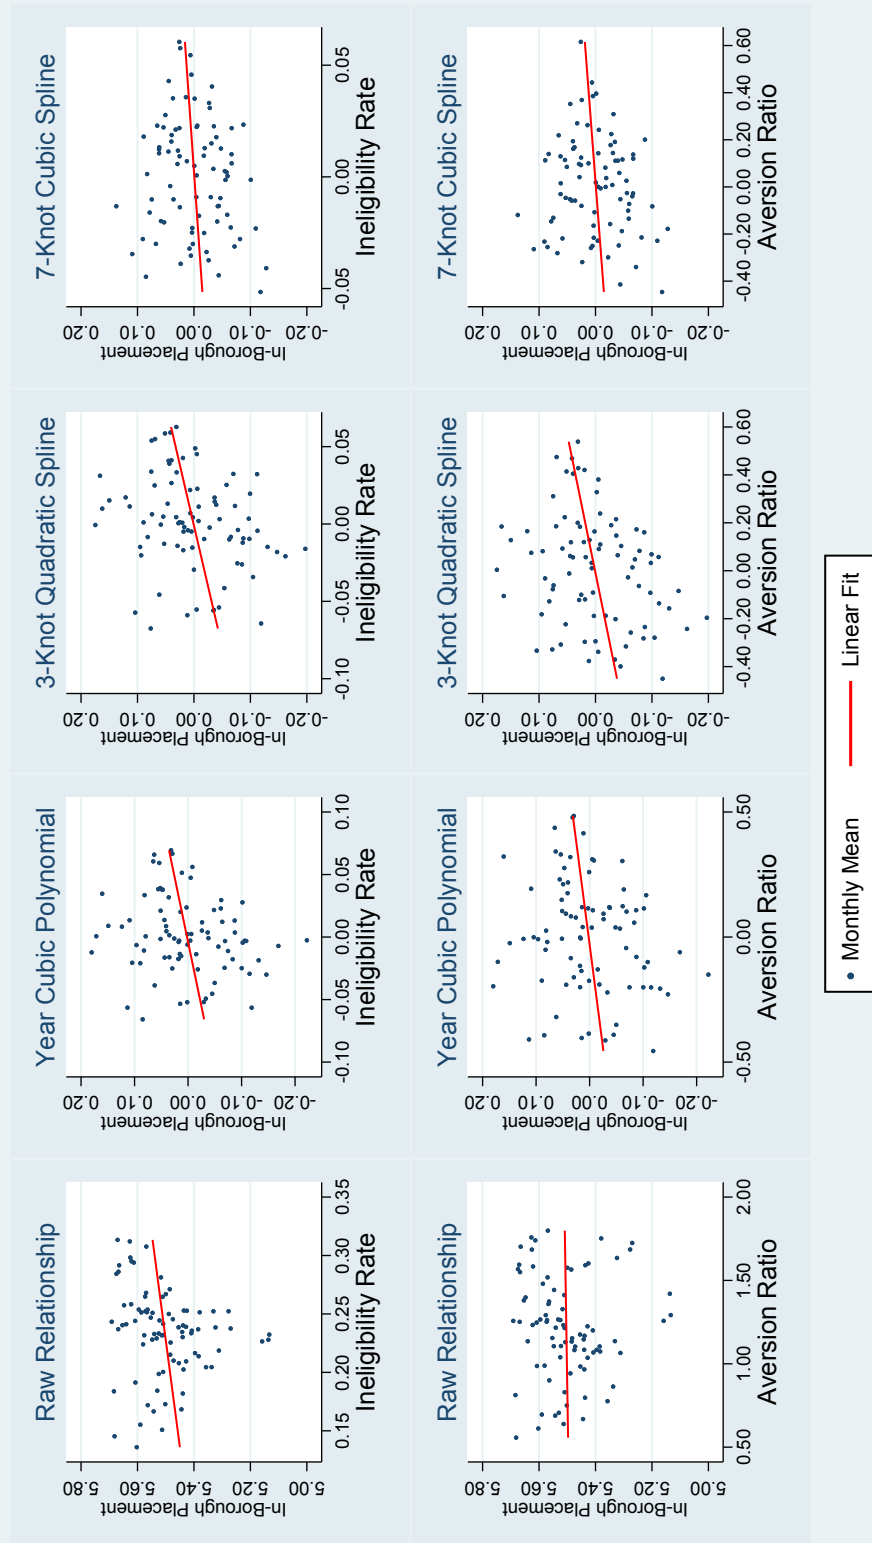 Raw Relationship
In-Borough Placement
5.00 5.20 5.40 5.60 5.80
0.15 0.20 0.25 0.30 0.35
Ineligibility Rate
Year Cubic Polynomial
In-Borough Placement
-0.20 -0.10 0.00 0.10 0.20
-0.10 -0.05 0.00 0.05 0.10
Ineligibility Rate
3-Knot Quadratic Spline
In-Borough Placement
-0.20 -0.10 0.00 0.10 0.20
-0.10 -0.05 0.00 0.05
Ineligibility Rate
7-Knot Cubic Spline
In-Borough Placement
-0.20 -0.10 0.00 0.10 0.20
-0.05 0.00 0.05
Ineligibility Rate
Raw Relationship
In-Borough Placement
5.00 5.20 5.40 5.60 5.80
0.50 1.00 1.50 2.00
Aversion Ratio
Year Cubic Polynomial
In-Borough Placement
-0.20 -0.10 0.00 0.10 0.20
-0.50 0.00 0.50
Aversion Ratio
3-Knot Quadratic Spline
In-Borough Placement
-0.20 -0.10 0.00 0.10 0.20
-0.40 -0.20 0.00 0.20 0.40 0.60
Aversion Ratio
7-Knot Cubic Spline
In-Borough Placement
-0.20 -0.10 0.00 0.10 0.20
-0.40 -0.20 0.00 0.20 0.40 0.60
Aversion Ratio
Monthly Mean Linear Fit